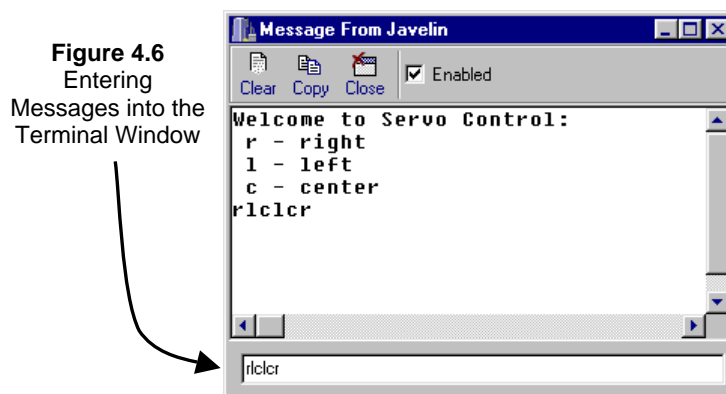 Figure 4.6
Entering
Messages into the
Terminal Window
Message From Javelin
Clear Copy Close Enabled
Welcome to Servo Control:
r - right
l - left
c - center
rlclcr
rlclcr